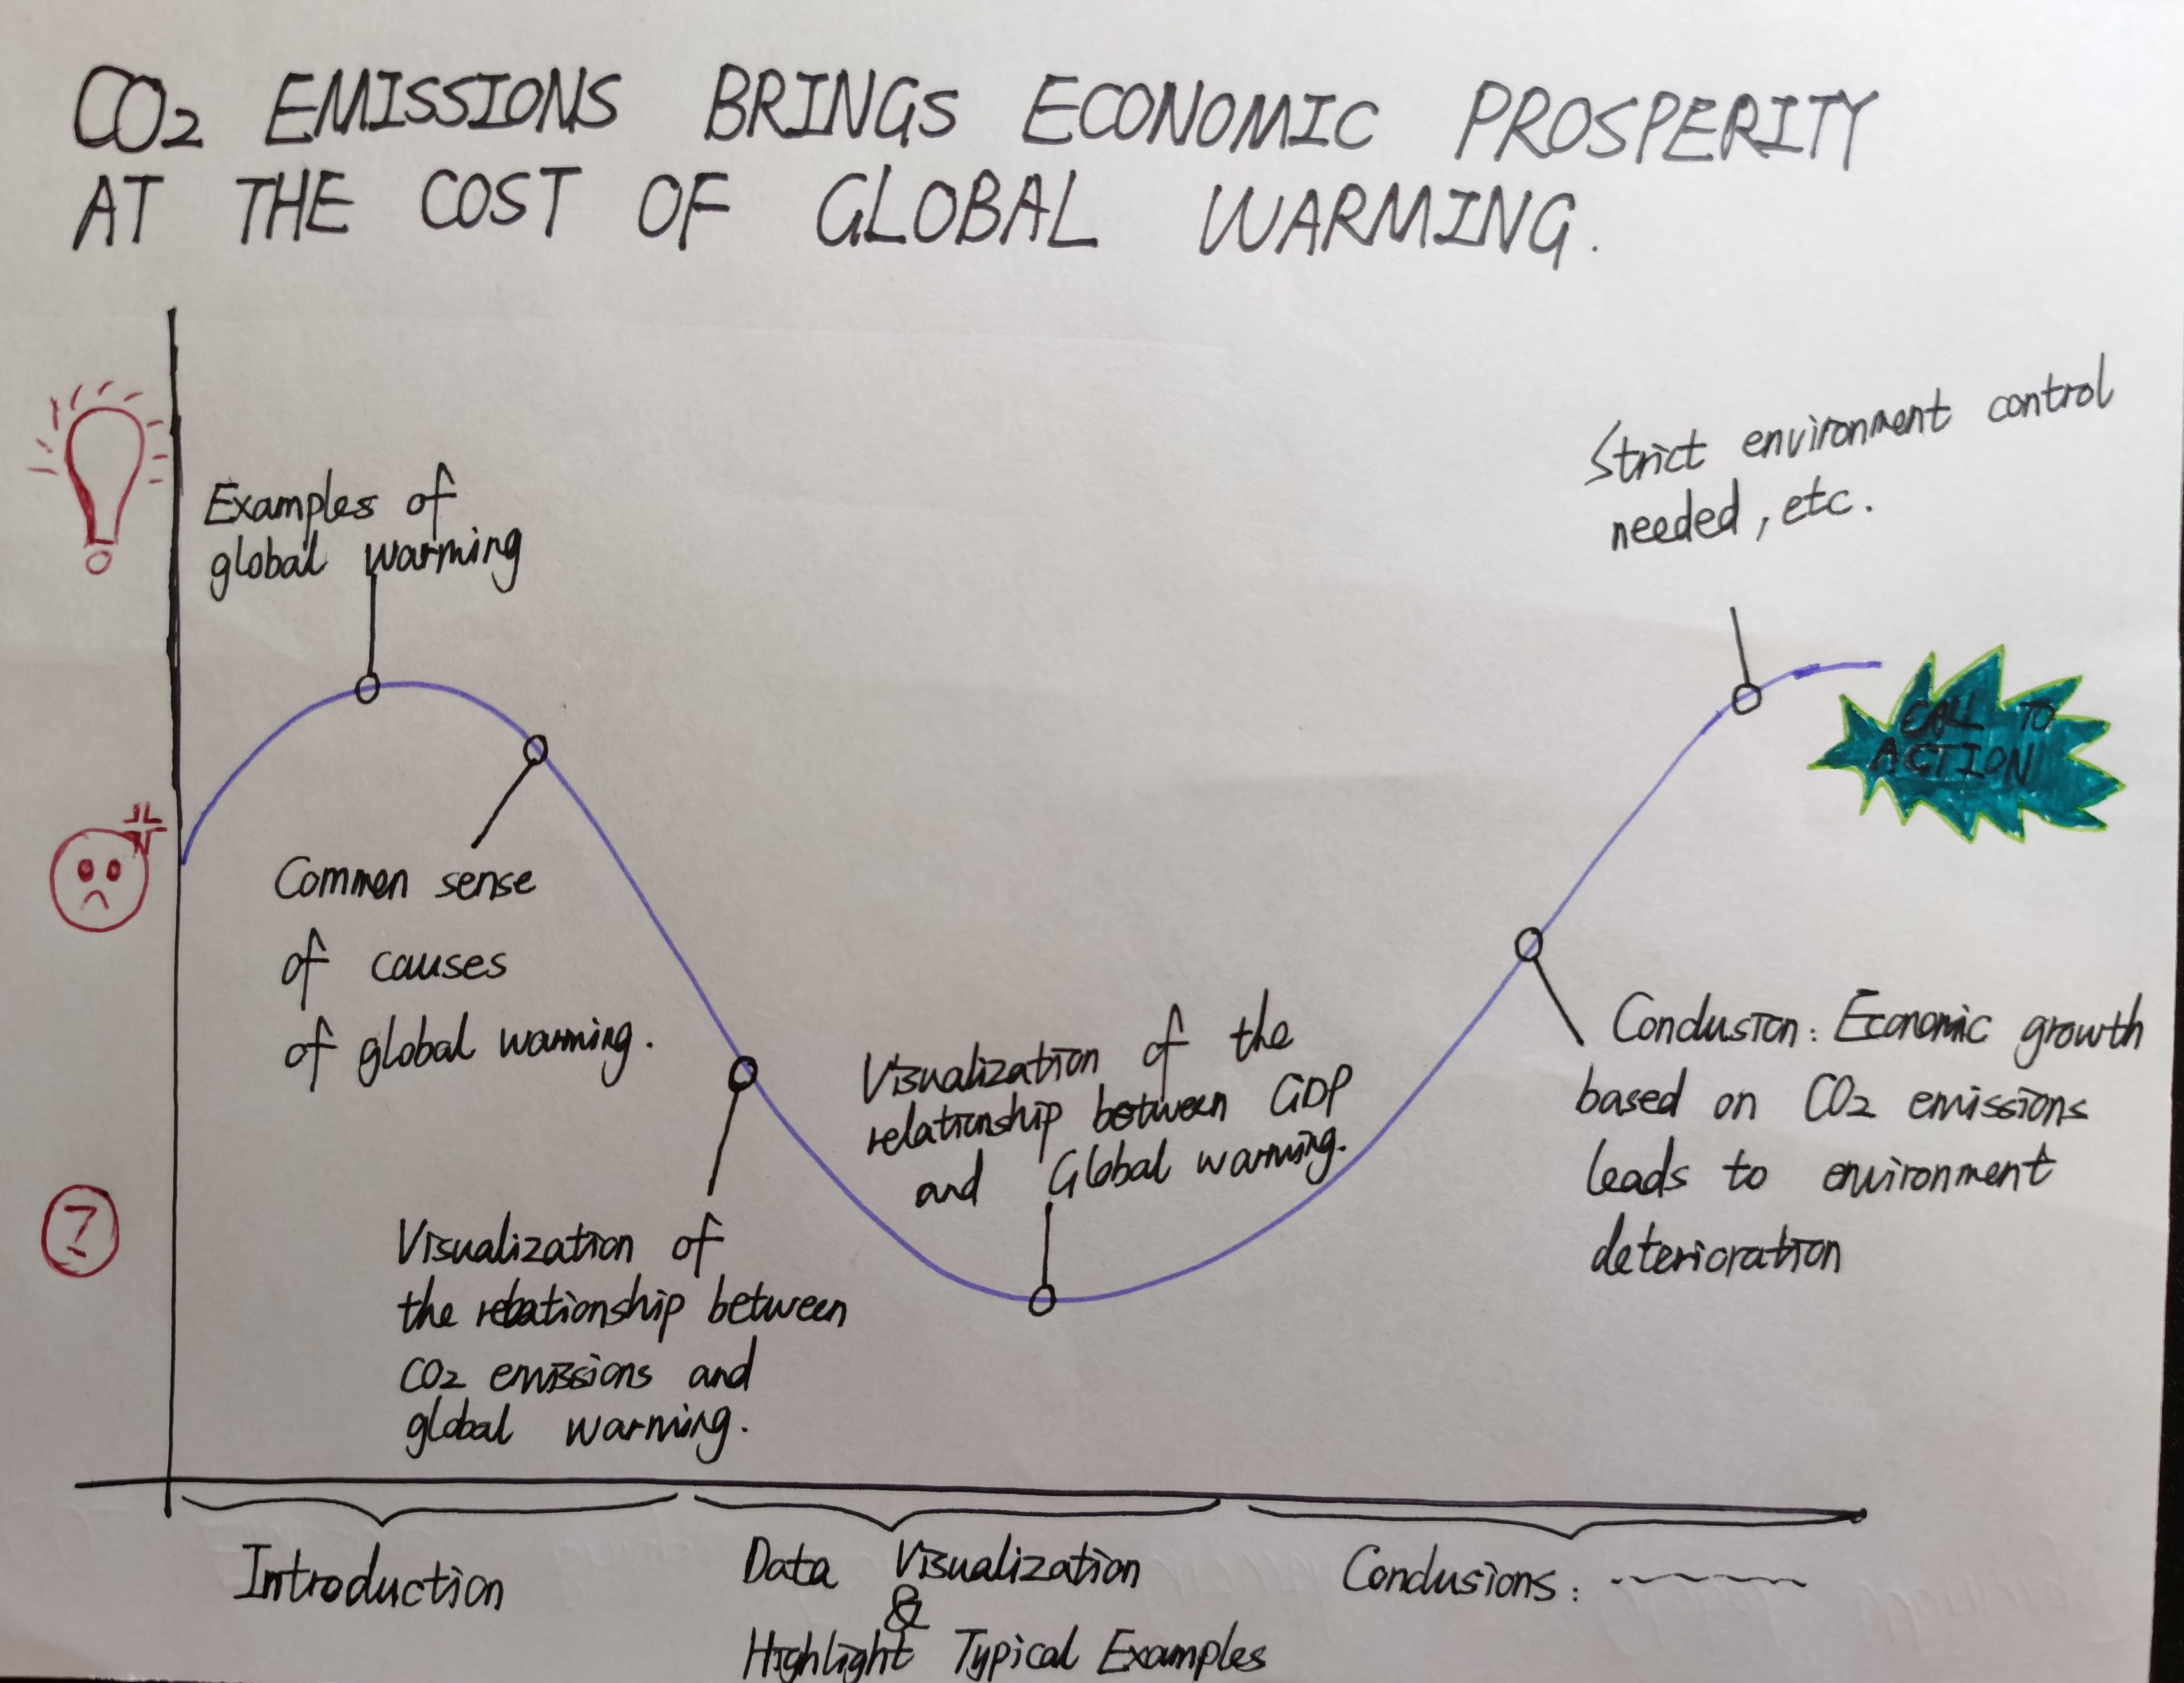 CO2 EMISSIONS BRINGS ECONOMIC PROSPERITY
AT THE COST OF GLOBAL WARMING.
Examples of
global warming
Strict environment control
needed, etc.
CALL TO
ACTION
Common sense
of causes
of global warming.
Visualization of the
relationship between GDP
and Global warming.
Conclusion: Economic growth
based on CO2 emissions
leads to environment
deterioration
?
Visualization of
the relationship between
CO2 emissions and
global warming.
Introduction
Data Visualization
&
Highlight Typical Examples
Conclusions: